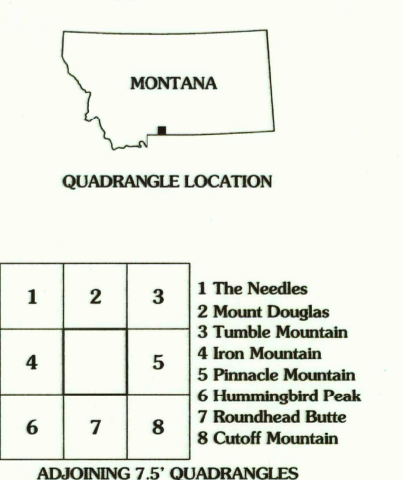 MONTANA
QUADRANGLE LOCATION
1 2 3
4 5
6 7 8
1 The Needles
2 Mount Douglas
3 Tumble Mountain
4 Iron Mountain
5 Pinnacle Mountain
6 Hummingbird Peak
7 Roundhead Butte
8 Cutoff Mountain
ADJOINING 7.5' QUADRANGLES